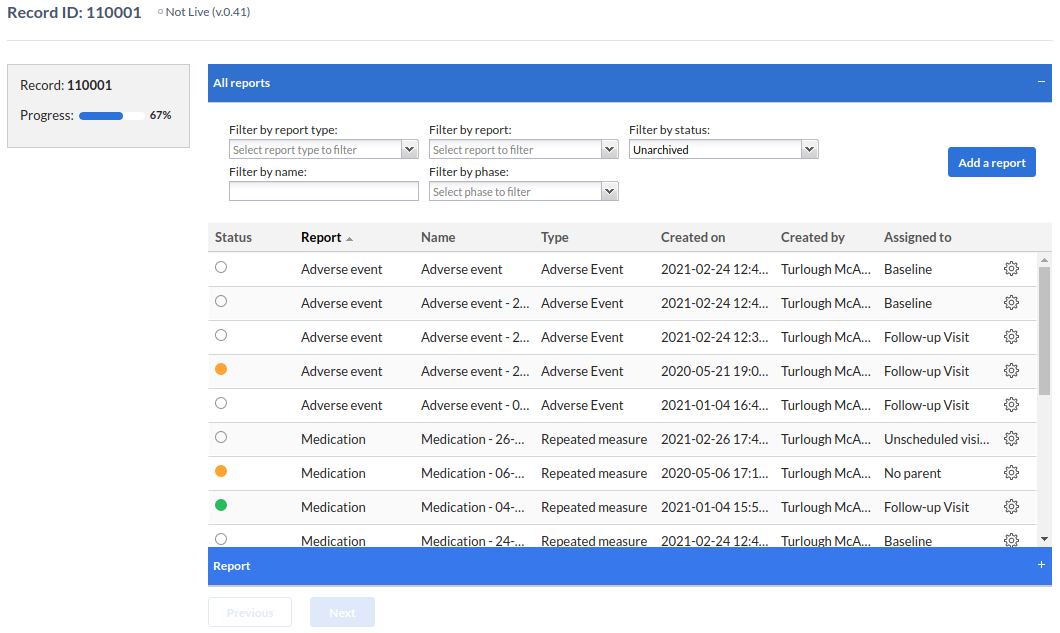 Record ID: 110001 Not Live (v.0.41)
Record: 110001
Progress: 67%
All reports −
Filter by report type: Filter by report: Filter by status:
Select report type to filter Select report to filter Unarchived
Filter by name: Filter by phase:
Select phase to filter
Add a report
Status Report Name Type Created on Created by Assigned to
Adverse event Adverse event Adverse Event 2021-02-24 12:4... Turlough McA... Baseline
Adverse event Adverse event - 2... Adverse Event 2021-02-24 12:4... Turlough McA... Baseline
Adverse event Adverse event - 2... Adverse Event 2021-02-24 12:3... Turlough McA... Follow-up Visit
Adverse event Adverse event - 2... Adverse Event 2020-05-21 19:0... Turlough McA... Follow-up Visit
Adverse event Adverse event - 0... Adverse Event 2021-01-04 16:4... Turlough McA... Follow-up Visit
Medication Medication - 26-... Repeated measure 2021-02-26 17:4... Turlough McA... Unscheduled visi...
Medication Medication - 06-... Repeated measure 2020-05-06 17:1... Turlough McA... No parent
Medication Medication - 04-... Repeated measure 2021-01-04 15:5... Turlough McA... Follow-up Visit
Medication Medication - 24-... Repeated measure 2021-02-24 12:4... Turlough McA... Baseline
Report +
Previous Next